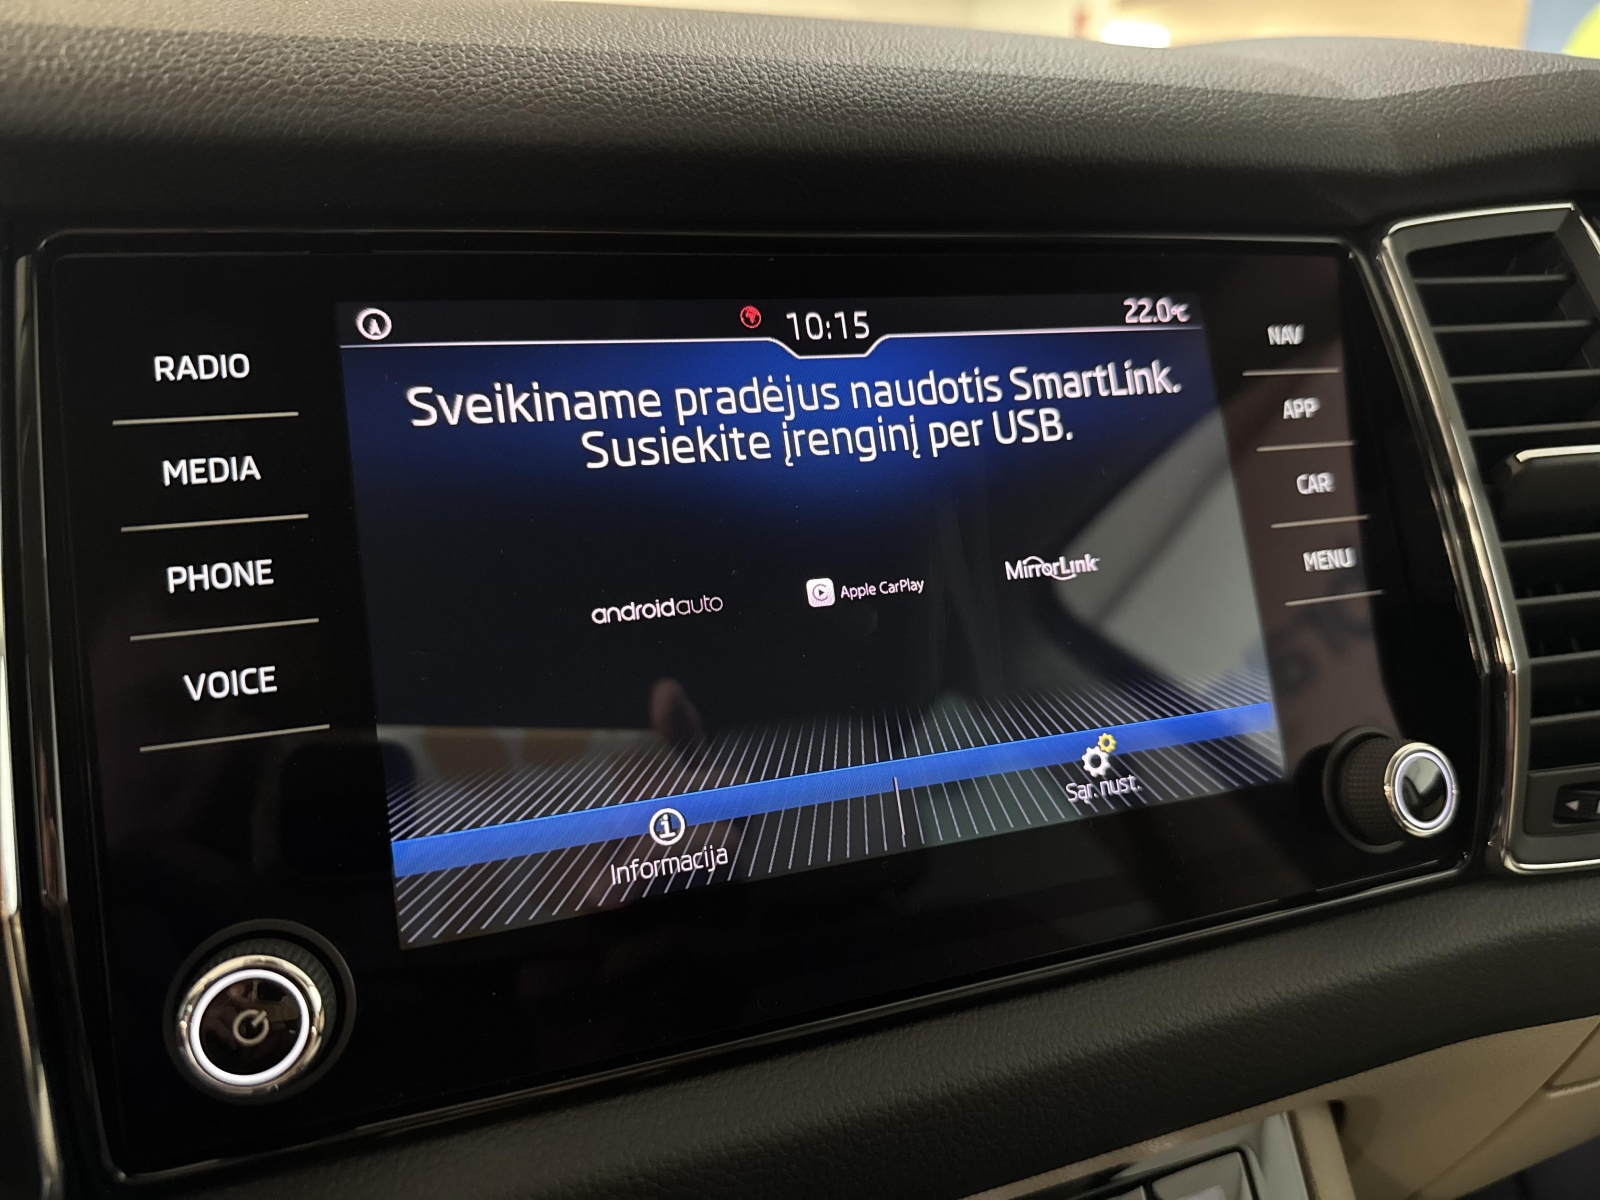 10:15
22.0°C
RADIO
MEDIA
PHONE
VOICE
Sveikiname pradėjus naudotis SmartLink.
Susiekite įrenginį per USB.
androidauto
Apple CarPlay
MirrorLink
Informacija
Sąr. nust.
NAV
APP
CAR
MENU